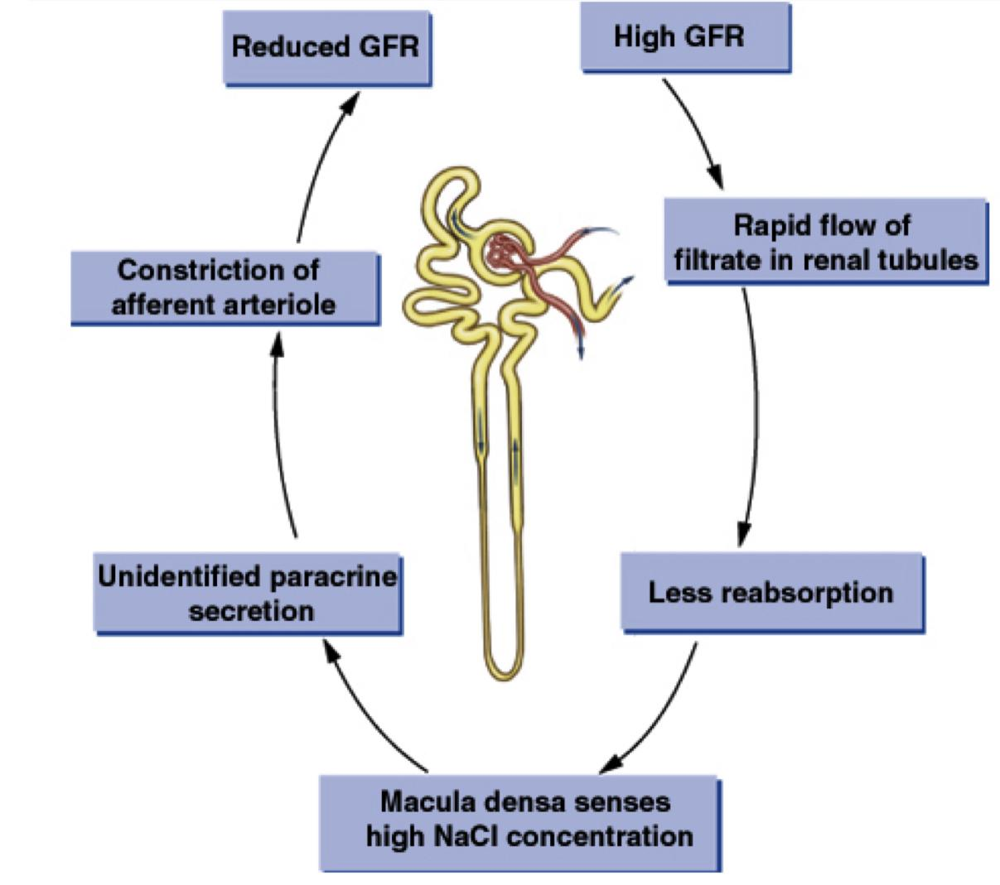 Reduced GFR
High GFR
Rapid flow of
filtrate in renal tubules
Less reabsorption
Macula densa senses
high NaCl concentration
Unidentified paracrine
secretion
Constriction of
afferent arteriole